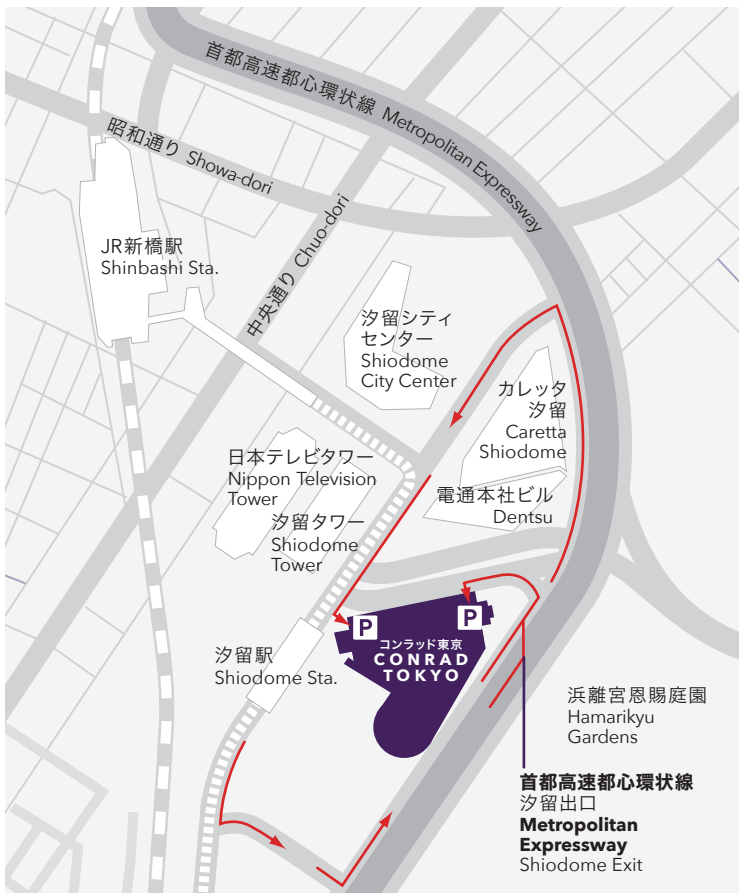 首都高速都心環状線 Metropolitan Expressway
昭和通り Showa-dori
JR新橋駅
Shinbashi Sta.
中央通り Chuo-dori
汐留シティ
センター
Shiodome
City Center
カレッタ
汐留
Caretta
Shiodome
日本テレビタワー
Nippon Television
Tower
電通本社ビル
Dentsu
汐留タワー
Shiodome
Tower
P
P
コンラッド東京
CONRAD
TOKYO
汐留駅
Shiodome Sta.
浜離宮恩賜庭園
Hamarikyu
Gardens
首都高速都心環状線
汐留出口
Metropolitan
Expressway
Shiodome Exit